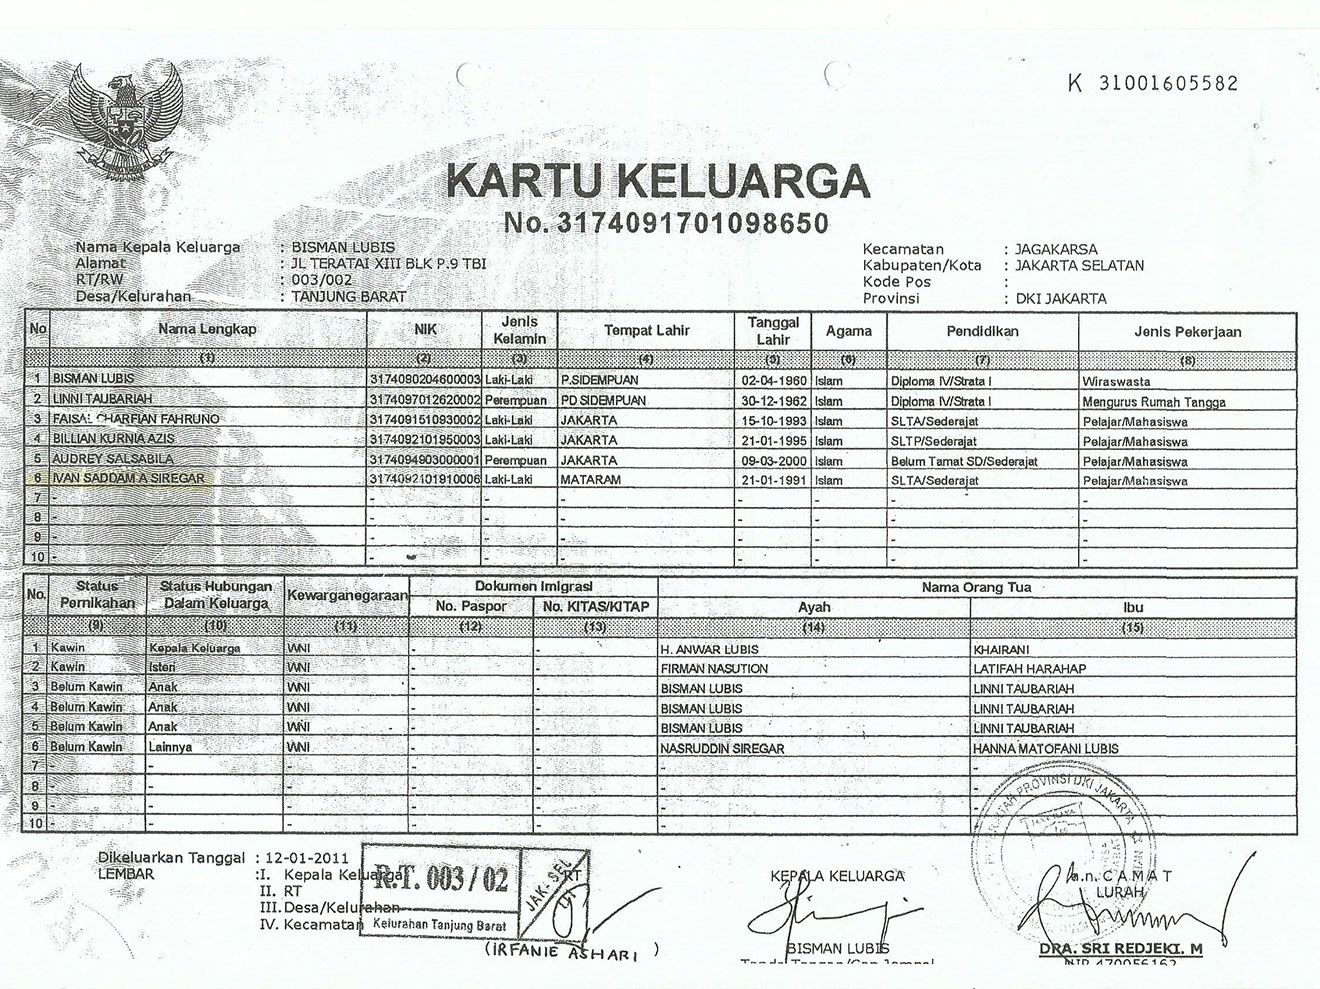 K 31001605582
KARTU KELUARGA
No. 3174091701098650
Nama Kepala Keluarga : BISMAN LUBIS
Alamat : JL TERATAI XIII BLK P.9 TBI
RT/RW : 003/002
Desa/Kelurahan : TANJUNG BARAT
Kecamatan : JAGAKARSA
Kabupaten/Kota : JAKARTA SELATAN
Kode Pos :
Provinsi : DKI JAKARTA
No Nama Lengkap NIK Jenis Kelamin Tempat Lahir Tanggal Lahir Agama Pendidikan Jenis Pekerjaan
(1) (2) (3) (4) (5) (6) (7) (8)
1 BISMAN LUBIS 3174090204600003 Laki-Laki P.SIDEMPUAN 02-04-1960 Islam Diploma IV/Strata I Wiraswasta
2 LINNI TAUBARIAH 3174097012620002 Perempuan PD SIDEMPUAN 30-12-1962 Islam Diploma IV/Strata I Mengurus Rumah Tangga
3 FAISAL CHARFIAN FAHRUNO 3174091510930002 Laki-Laki JAKARTA 15-10-1993 Islam SLTA/Sederajat Pelajar/Mahasiswa
4 BILLIAN KURNIA AZIS 3174092101950003 Laki-Laki JAKARTA 21-01-1995 Islam SLTP/Sederajat Pelajar/Mahasiswa
5 AUDREY SALSABILA 3174094903000001 Perempuan JAKARTA 09-03-2000 Islam Belum Tamat SD/Sederajat Pelajar/Mahasiswa
6 IVAN SADDAM A SIREGAR 3174092101910006 Laki-Laki MATARAM 21-01-1991 Islam SLTA/Sederajat Pelajar/Mahasiswa
7 - - - - - - - -
8 - - - - - - - -
9 - - - - - - - -
10 - - - - - - - -
No. Status Pernikahan Status Hubungan Dalam Keluarga Kewarganegaraan Dokumen Imigrasi Nama Orang Tua
No. Paspor No. KITAS/KITAP Ayah Ibu
(9) (10) (11) (12) (13) (14) (15)
1 Kawin Kepala Keluarga WNI - - H. ANWAR LUBIS KHAIRANI
2 Kawin Isteri WNI - - FIRMAN NASUTION LATIFAH HARAHAP
3 Belum Kawin Anak WNI - - BISMAN LUBIS LINNI TAUBARIAH
4 Belum Kawin Anak WNI - - BISMAN LUBIS LINNI TAUBARIAH
5 Belum Kawin Anak WNI - - BISMAN LUBIS LINNI TAUBARIAH
6 Belum Kawin Lainnya WNI - - NASRUDDIN SIREGAR HANNA MATOFANI LUBIS
7 - - - - - - -
8 - - - - - - -
9 - - - - - - -
10 - - - - - - -
Dikeluarkan Tanggal : 12-01-2011
LEMBAR : I. Kepala Keluarga
II. RT
III. Desa/Kelurahan
IV. Kecamatan
R.T. 003/02
Kelurahan Tanjung Barat
JAK-SEL
RT
(IRFANIE ASHARI)
KEPALA KELUARGA
BISMAN LUBIS
PROVINSI DKI JAKARTA
a.n. CAMAT
LURAH
DRA. SRI REDJEKI. M
NIP 470056162